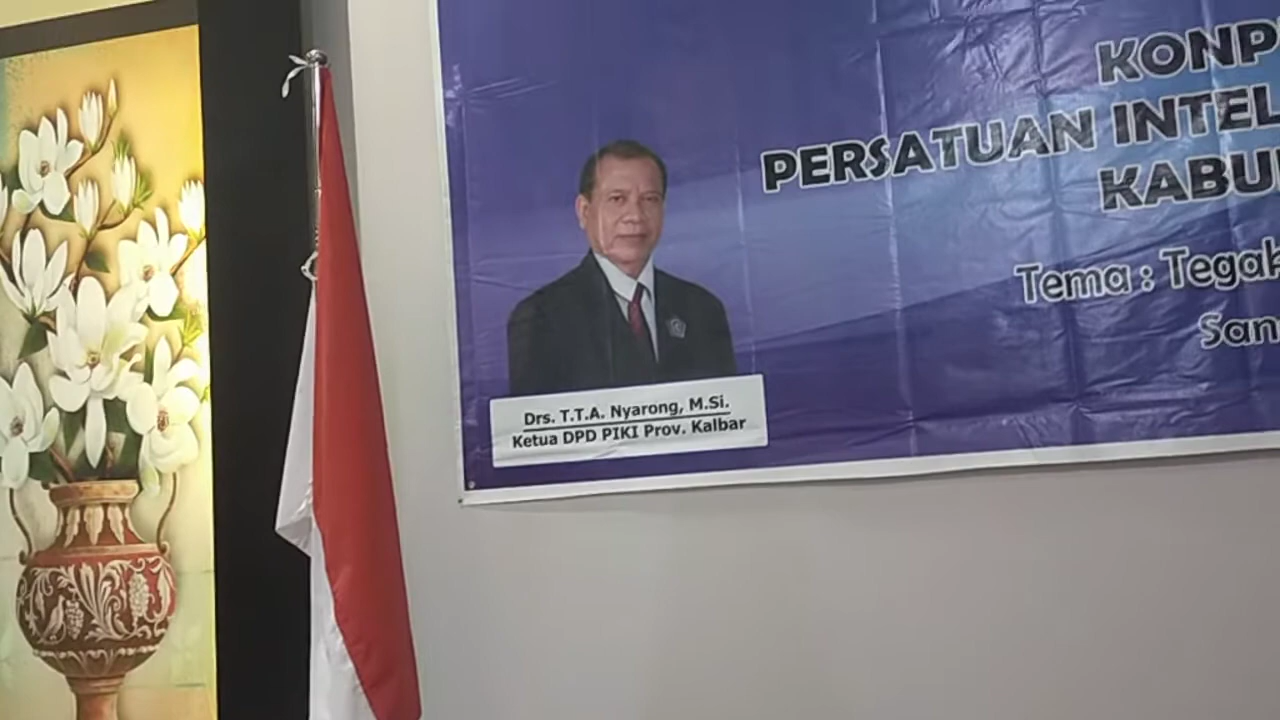 KONP
PERSATUAN INTEL
KABU
Tema : Tegak
San
Drs. T.T.A. Nyarong, M.Si.
Ketua DPD PIKI Prov. Kalbar